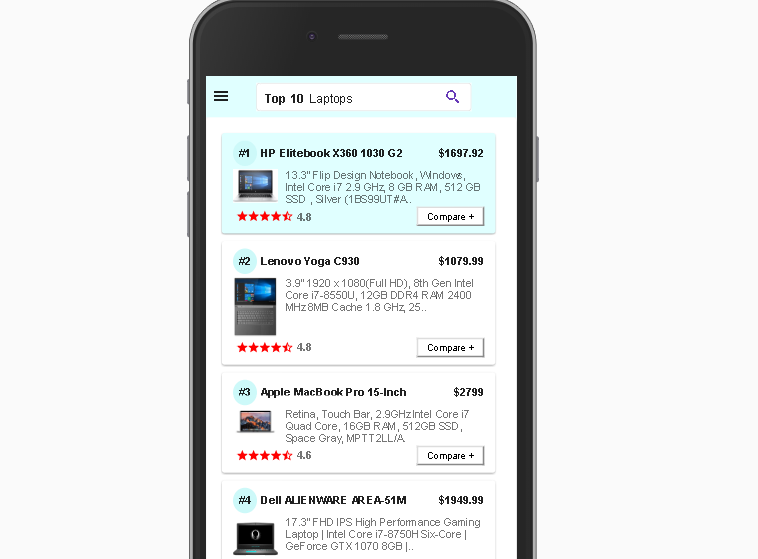 Top 10 Laptops
#1 HP Elitebook X360 1030 G2 $1697.92
13.3" Flip Design Notebook, Windows,
Intel Core i7 2.9 GHz, 8 GB RAM, 512 GB
SSD , Silver (1BS99UT#A..
4.8 Compare +
#2 Lenovo Yoga C930 $1079.99
3.9" 1920 x 1080(Full HD), 8th Gen Intel
Core i7-8550U, 12GB DDR4 RAM 2400
MHz 8MB Cache 1.8 GHz, 25..
4.8 Compare +
#3 Apple MacBook Pro 15-Inch $2799
Retina, Touch Bar, 2.9GHz Intel Core i7
Quad Core, 16GB RAM, 512GB SSD,
Space Gray, MPTT2LL/A
4.6 Compare +
#4 Dell ALIENWARE AREA-51M $1949.99
17.3" FHD IPS High Performance Gaming
Laptop | Intel Core i7-8750H Six-Core |
GeForce GTX 1070 8GB |..